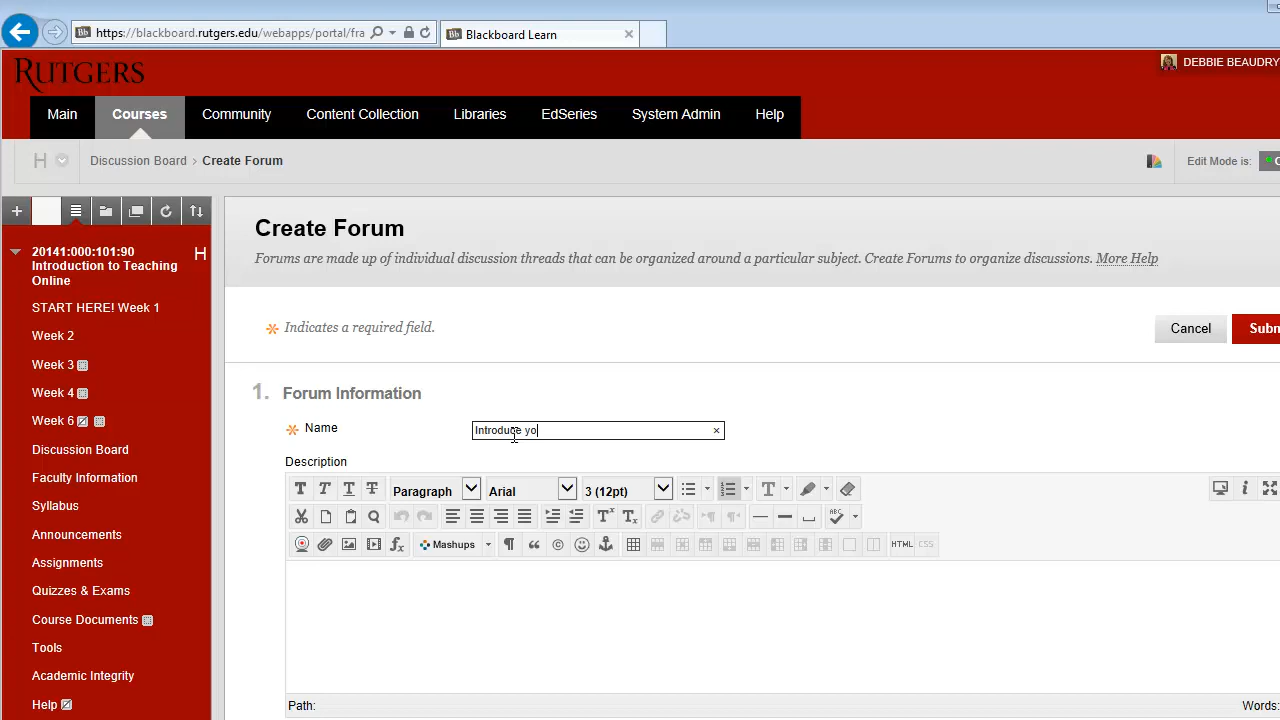 https://blackboard.rutgers.edu/webapps/portal/fra
Bb Blackboard Learn
RUTGERS
DEBBIE BEAUDRY
Main Courses Community Content Collection Libraries EdSeries System Admin Help
H Discussion Board > Create Forum
Edit Mode is:
20141:000:101:90 H
Introduction to Teaching
Online
START HERE! Week 1
Week 2
Week 3
Week 4
Week 6
Discussion Board
Faculty Information
Syllabus
Announcements
Assignments
Quizzes & Exams
Course Documents
Tools
Academic Integrity
Help
Create Forum
Forums are made up of individual discussion threads that can be organized around a particular subject. Create Forums to organize discussions. More Help
Indicates a required field.
Cancel Subm
1. Forum Information
Name Introduce yo
Description
T T T T Paragraph Arial 3 (12pt) T
ABC
fx Mashups HTML CSS
Path: Words: